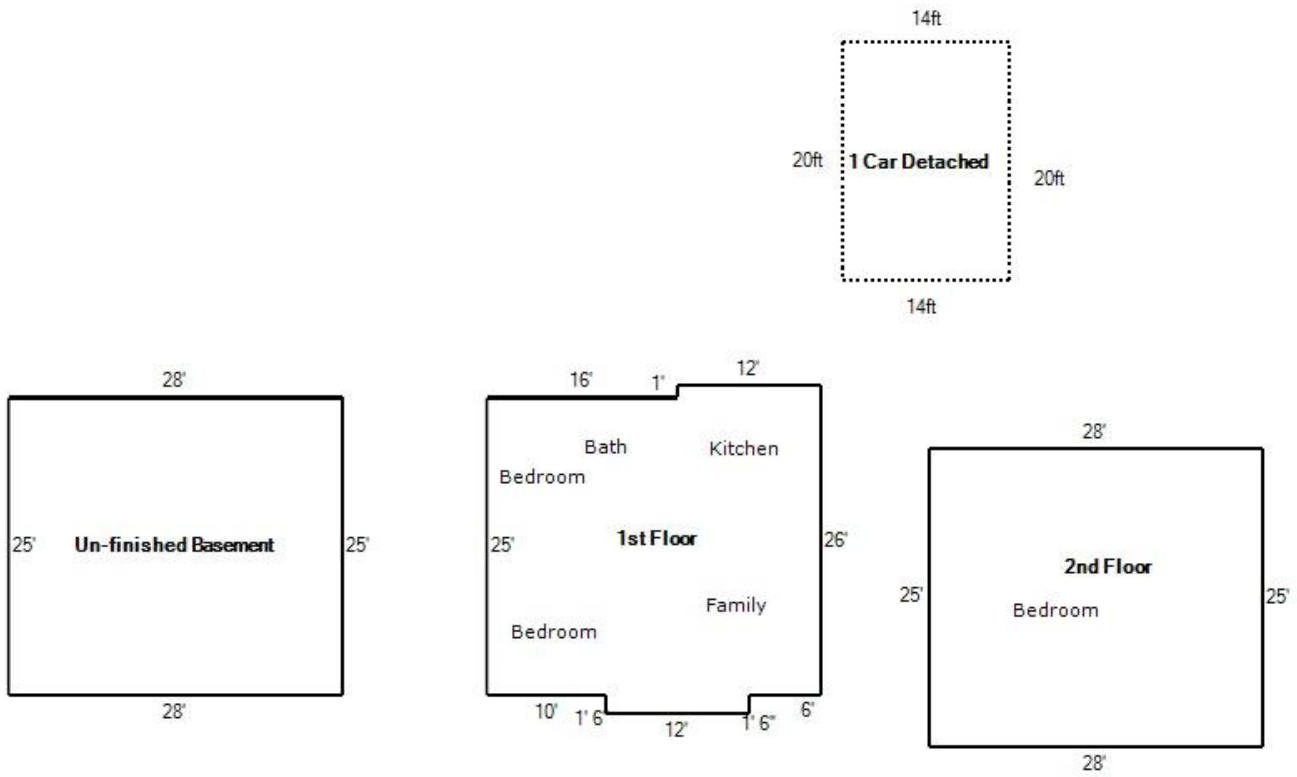 14ft
20ft
1 Car Detached
20ft
14ft
28'
25'
Un-finished Basement
25'
28'
16'
1'
12'
Bath
Kitchen
Bedroom
25'
1st Floor
26'
Family
Bedroom
10'
1' 6"
12'
1' 6"
6'
28'
25'
2nd Floor
Bedroom
25'
28'